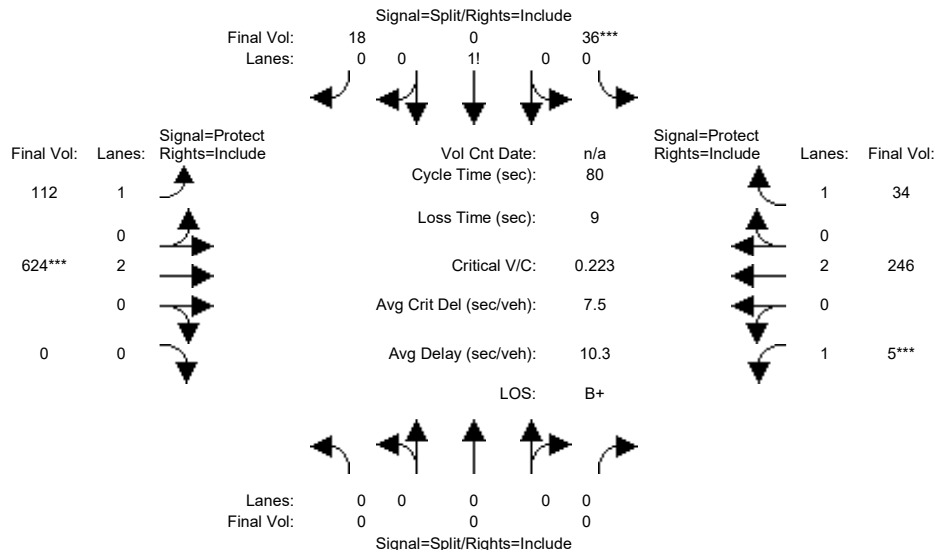 Signal=Split/Rights=Include
Final Vol: 18 0 36***
Lanes: 0 0 1! 0 0
Signal=Protect Signal=Protect
Final Vol: Lanes: Rights=Include Vol Cnt Date: n/a Rights=Include Lanes: Final Vol:
Cycle Time (sec): 80
112 1 1 34
Loss Time (sec): 9
0 0
624*** 2 Critical V/C: 0.223 2 246
0 Avg Crit Del (sec/veh): 7.5 0
0 0 Avg Delay (sec/veh): 10.3 1 5***
LOS: B+
Lanes: 0 0 0 0 0
Final Vol: 0 0 0
Signal=Split/Rights=Include